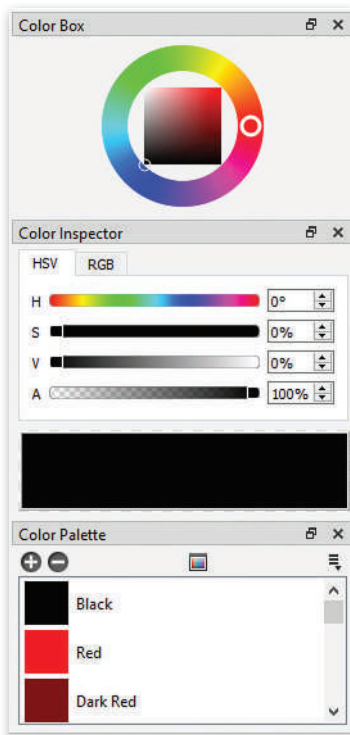 Color Box
Color Inspector
HSV RGB
H 0°
S 0%
V 0%
A 100%
Color Palette
Black
Red
Dark Red